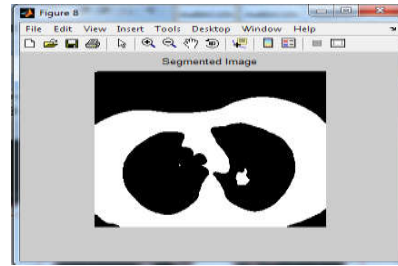 Figure 8
File Edit View Insert Tools Desktop Window Help
Segmented Image